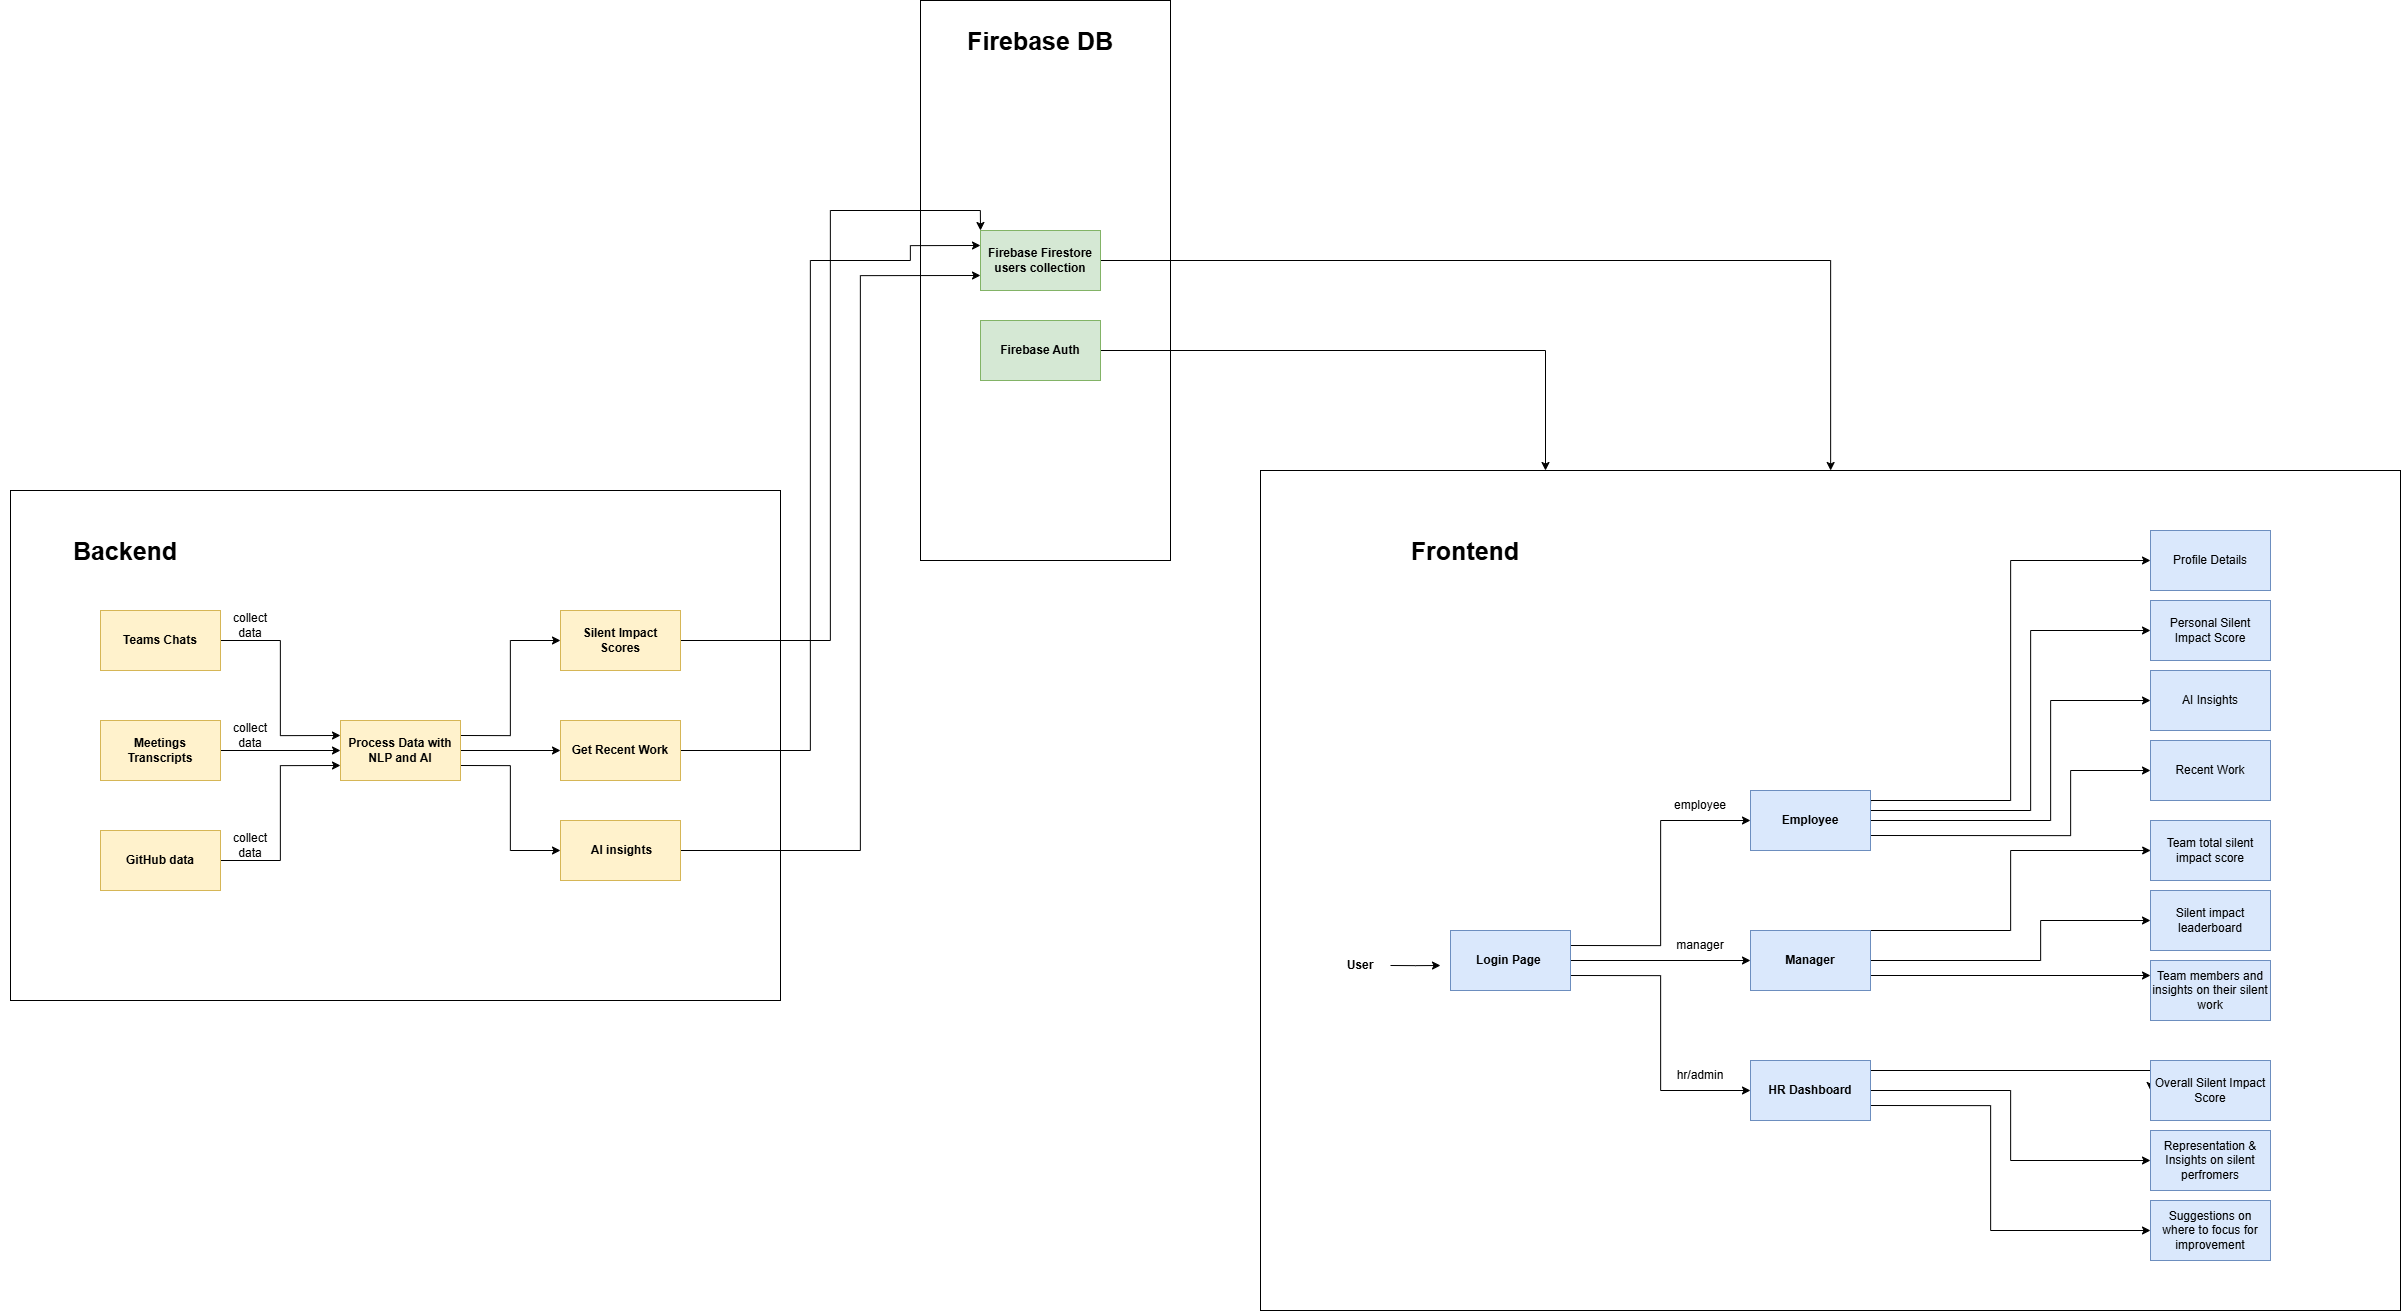 Firebase DB
Firebase Firestore
users collection
Firebase Auth
Backend
Teams Chats
collect
data
Meetings
Transcripts
collect
data
GitHub data
collect
data
Process Data with
NLP and AI
Silent Impact
Scores
Get Recent Work
AI insights
Frontend
User
Login Page
employee
manager
hr/admin
Employee
Manager
HR Dashboard
Profile Details
Personal Silent
Impact Score
AI Insights
Recent Work
Team total silent
impact score
Silent impact
leaderboard
Team members and
insights on their silent
work
Overall Silent Impact
Score
Representation &
Insights on silent
perfromers
Suggestions on
where to focus for
improvement